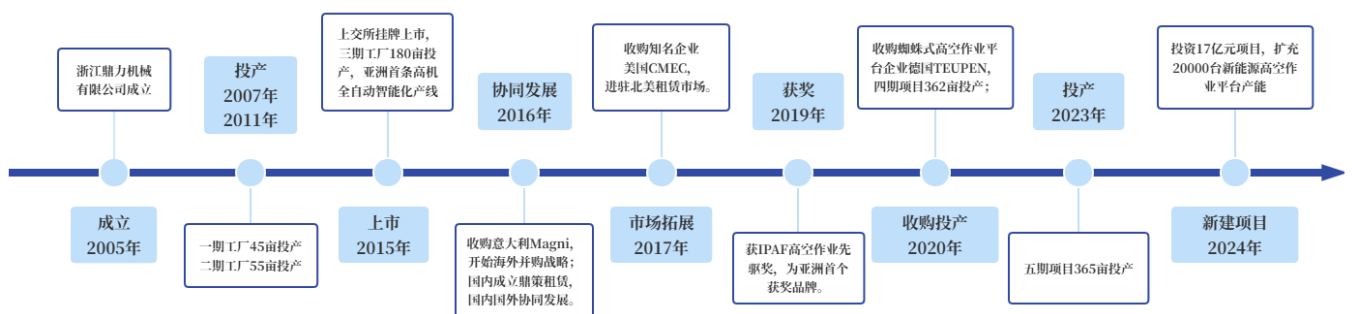 浙江鼎力机械
有限公司成立
成立
2005年
投产
2007年
2011年
一期工厂45亩投产
二期工厂55亩投产
上交所挂牌上市，
三期工厂180亩投
产，亚洲首条高机
全自动智能化产线
上市
2015年
协同发展
2016年
收购意大利Magni，
开始海外并购战略；
国内成立鼎策租赁，
国内国外协同发展。
收购知名企业
美国CMEC，
进驻北美租赁市场。
市场拓展
2017年
获奖
2019年
获IPAF高空作业先
驱奖，为亚洲首个
获奖品牌。
收购蜘蛛式高空作业平
台企业德国TEUPEN，
四期项目362亩投产；
收购投产
2020年
投产
2023年
五期项目365亩投产
投资17亿元项目，扩充
20000台新能源高空作
业平台产能
新建项目
2024年